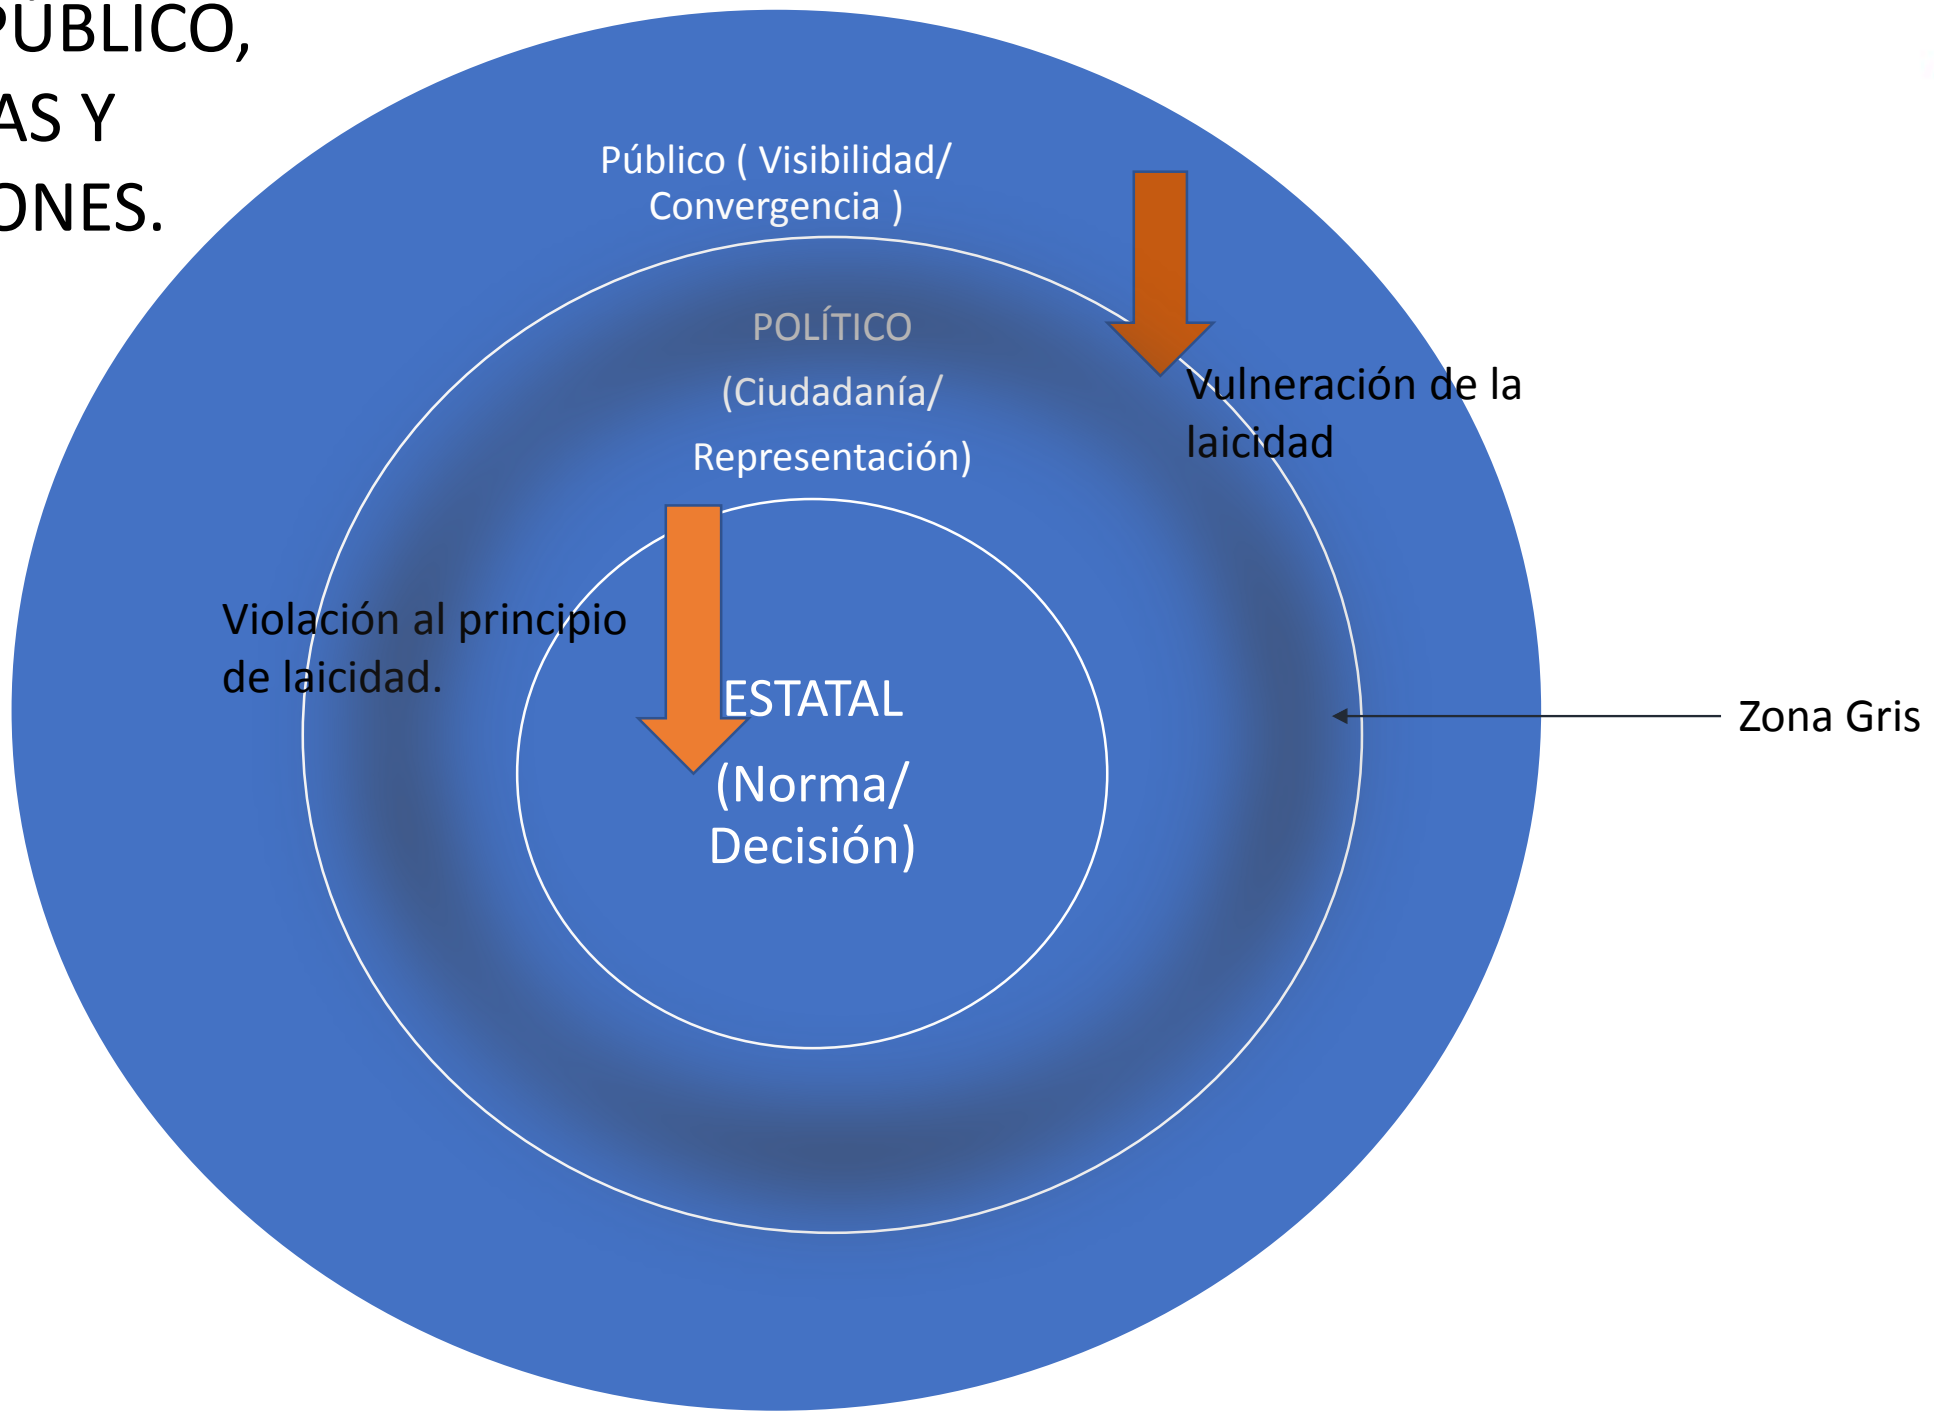 PÚBLICO,
AS Y
ONES.
Público ( Visibilidad/
Convergencia )
POLÍTICO
(Ciudadanía/
Representación)
Vulneración de la
laicidad
Violación al principio
de laicidad.
ESTATAL
(Norma/
Decisión)
Zona Gris